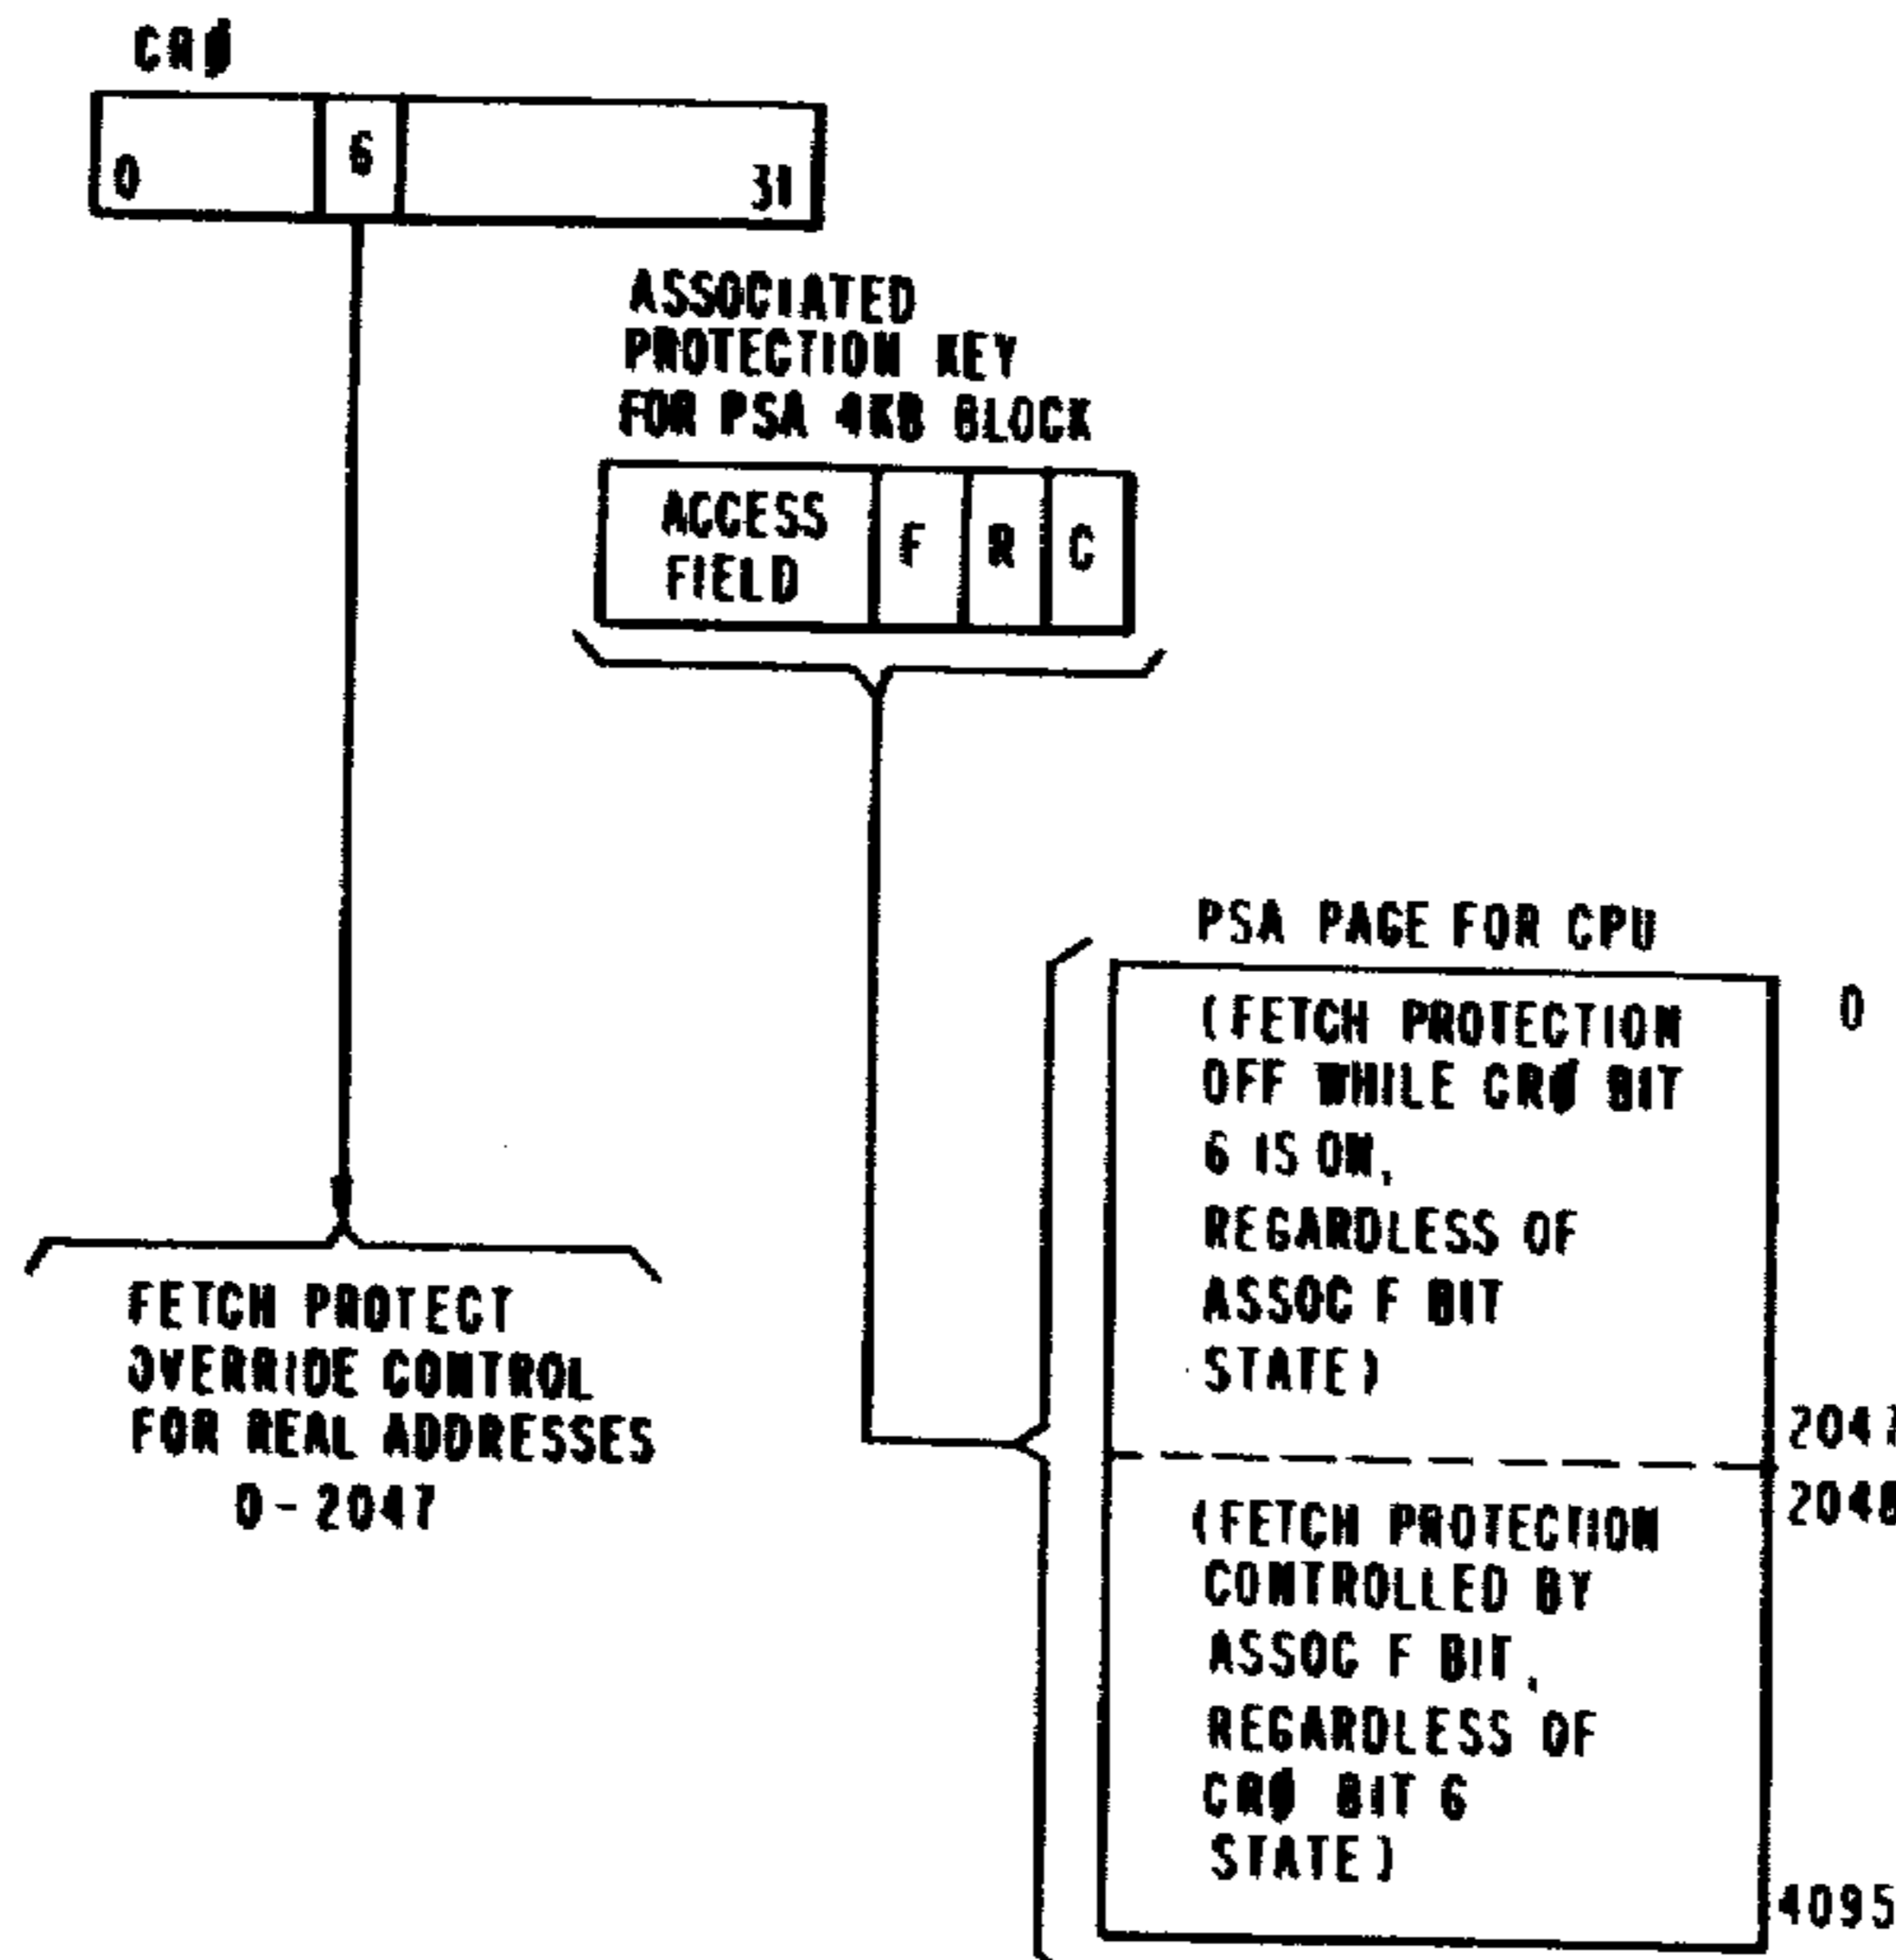 CRØ
0 6 31
ASSOCIATED
PROTECTION KEY
FOR PSA 4KB BLOCK
ACCESS
FIELD
F R C
PSA PAGE FOR CPU
(FETCH PROTECTION
OFF WHILE CRØ BIT
6 IS ON,
REGARDLESS OF
ASSOC F BIT
STATE)
0
2047
2048
(FETCH PROTECTION
CONTROLLED BY
ASSOC F BIT,
REGARDLESS OF
CRØ BIT 6
STATE)
4095
FETCH PROTECT
OVERRIDE CONTROL
FOR REAL ADDRESSES
0-2047